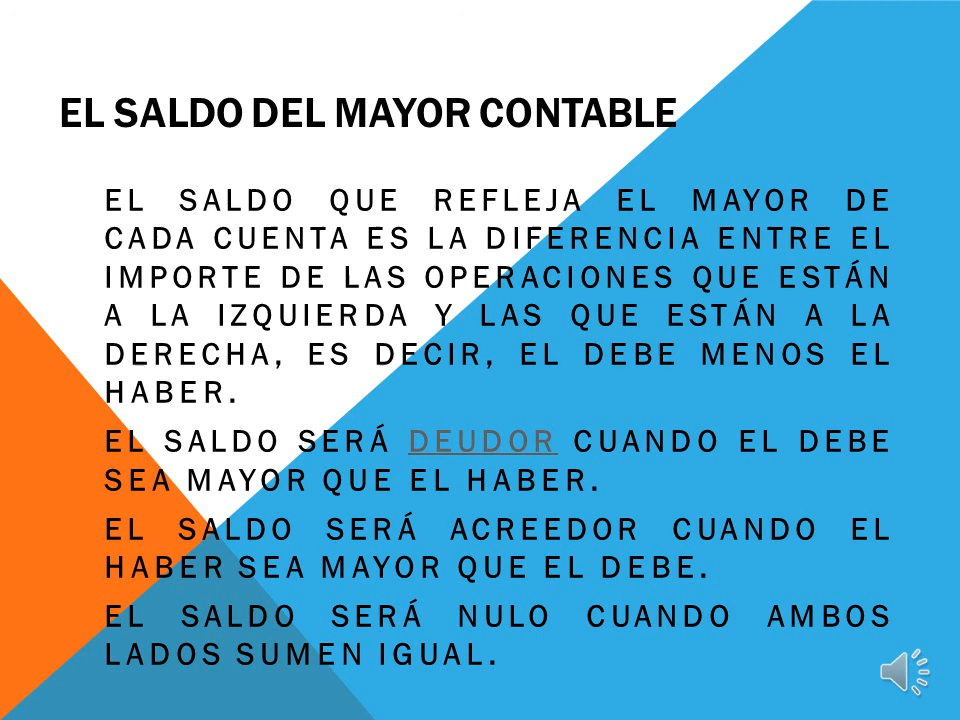 EL SALDO DEL MAYOR CONTABLE
EL SALDO QUE REFLEJA EL MAYOR DE
CADA CUENTA ES LA DIFERENCIA ENTRE EL
IMPORTE DE LAS OPERACIONES QUE ESTÁN
A LA IZQUIERDA Y LAS QUE ESTÁN A LA
DERECHA, ES DECIR, EL DEBE MENOS EL
HABER.
EL SALDO SERÁ DEUDOR CUANDO EL DEBE
SEA MAYOR QUE EL HABER.
EL SALDO SERÁ ACREEDOR CUANDO EL
HABER SEA MAYOR QUE EL DEBE.
EL SALDO SERÁ NULO CUANDO AMBOS
LADOS SUMEN IGUAL.